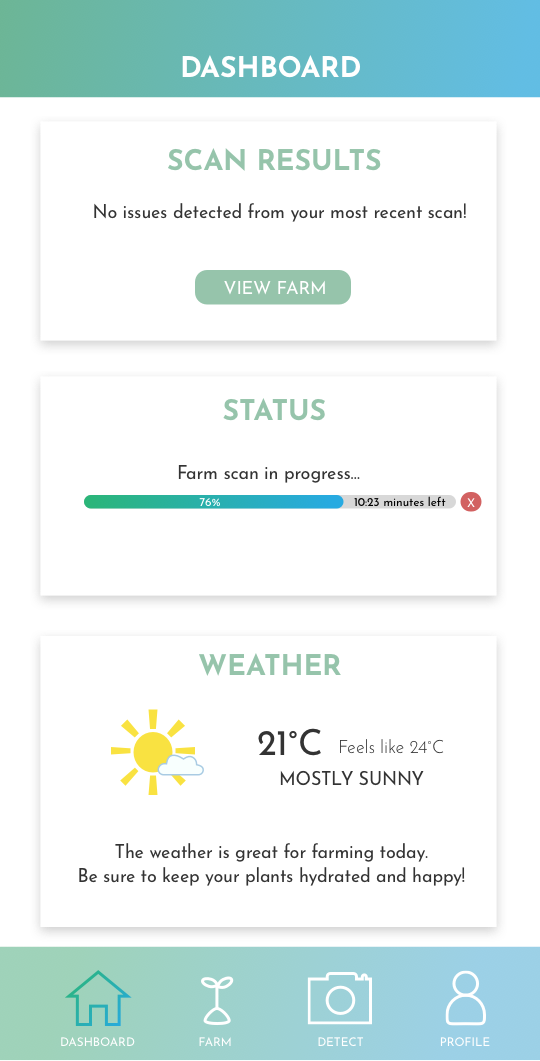 DASHBOARD
SCAN RESULTS
No issues detected from your most recent scan!
VIEW FARM
STATUS
Farm scan in progress...
76% 10:23 minutes left X
WEATHER
21°C Feels like 24°C
MOSTLY SUNNY
The weather is great for farming today.
Be sure to keep your plants hydrated and happy!
DASHBOARD FARM DETECT PROFILE